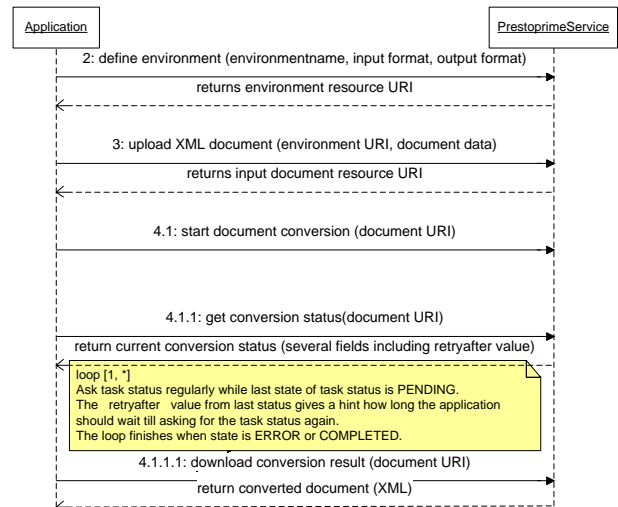 Application
PrestoprimeService
2: define environment (environmentname, input format, output format)
returns environment resource URI
3: upload XML document (environment URI, document data)
returns input document resource URI
4.1: start document conversion (document URI)
4.1.1: get conversion status(document URI)
return current conversion status (several fields including retryafter value)
loop [1, *]
Ask task status regularly while last state of task status is PENDING.
The retryafter value from last status gives a hint how long the application
should wait till asking for the task status again.
The loop finishes when state is ERROR or COMPLETED.
4.1.1.1: download conversion result (document URI)
return converted document (XML)